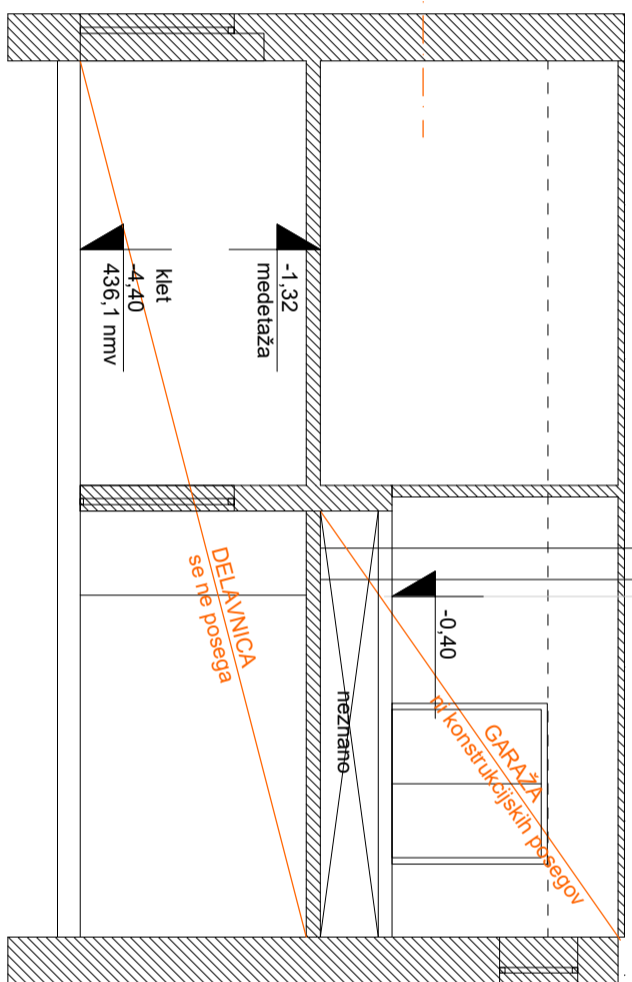 -1,32
medetaža
klet
-4,40
436,1 nmv
-0,40
neznano
GARAŽA
ni konstrukcijskih posegov
DELAVNICA
se ne posega